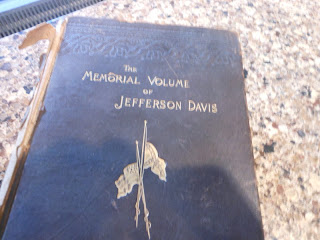 THE
MEMORIAL VOLUME
OF
JEFFERSON DAVIS